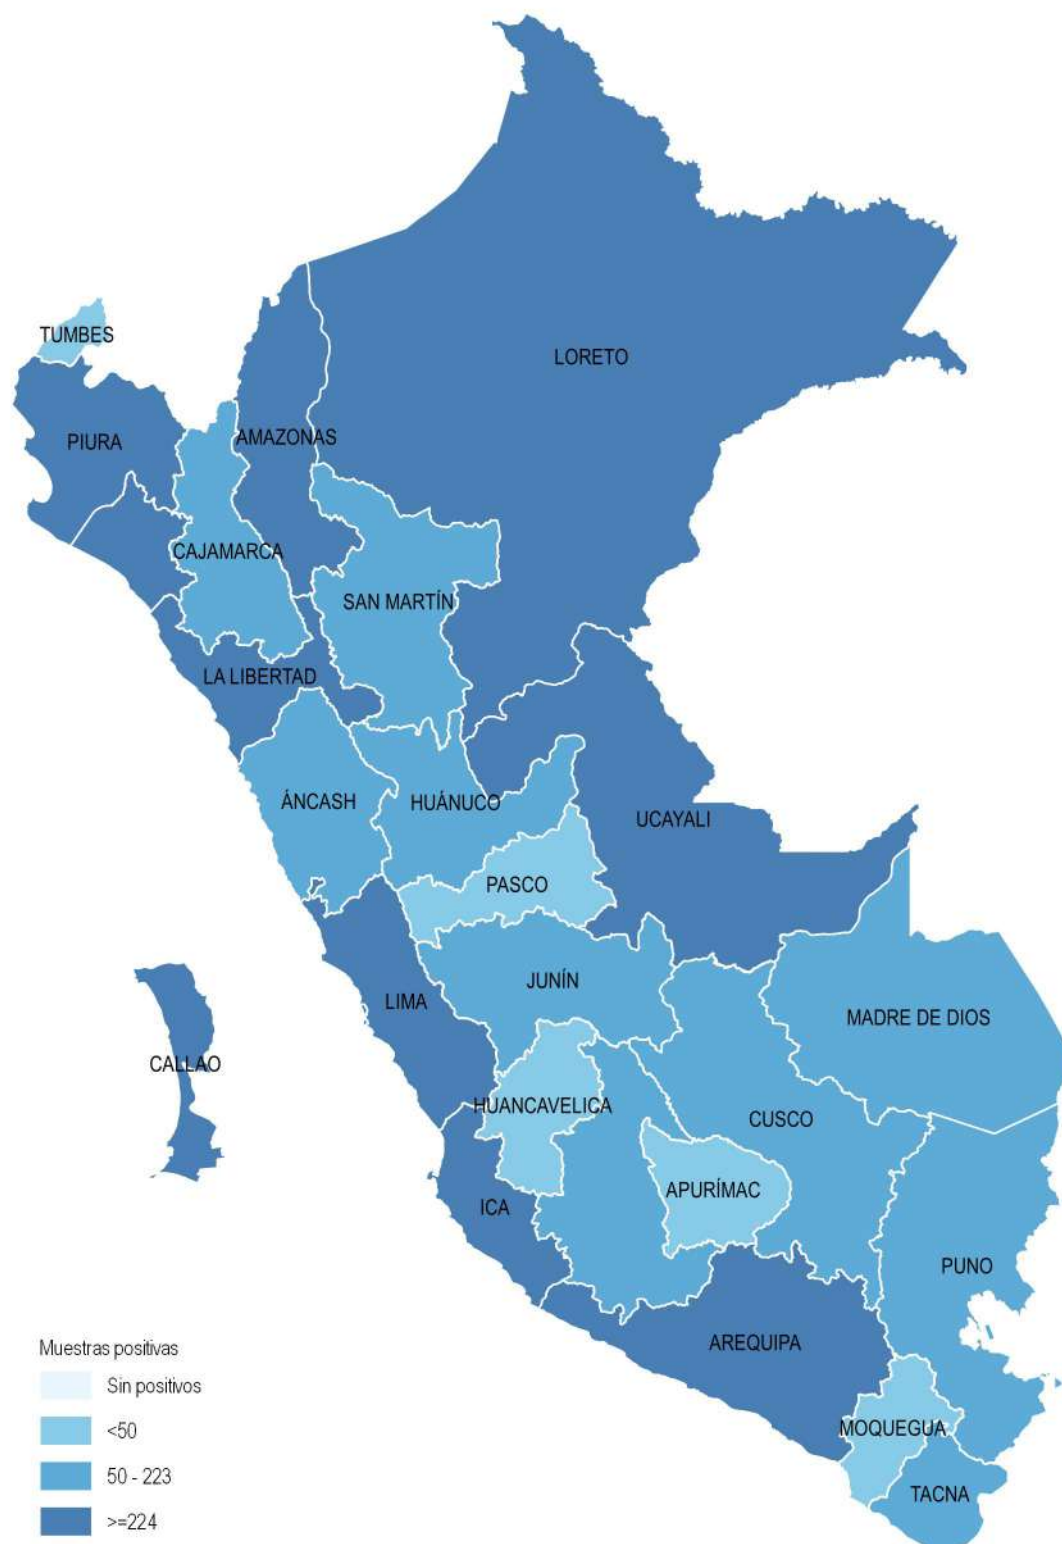 TUMBES
LORETO
PIURA
AMAZONAS
CAJAMARCA
SAN MARTÍN
LA LIBERTAD
ÁNCASH
HUÁNUCO
UCAYALI
PASCO
JUNÍN
LIMA
MADRE DE DIOS
CALLAO
HUANCAVELICA
CUSCO
APURÍMAC
ICA
PUNO
AREQUIPA
MOQUEGUA
TACNA
Muestras positivas
Sin positivos
<50
50 - 223
>=224